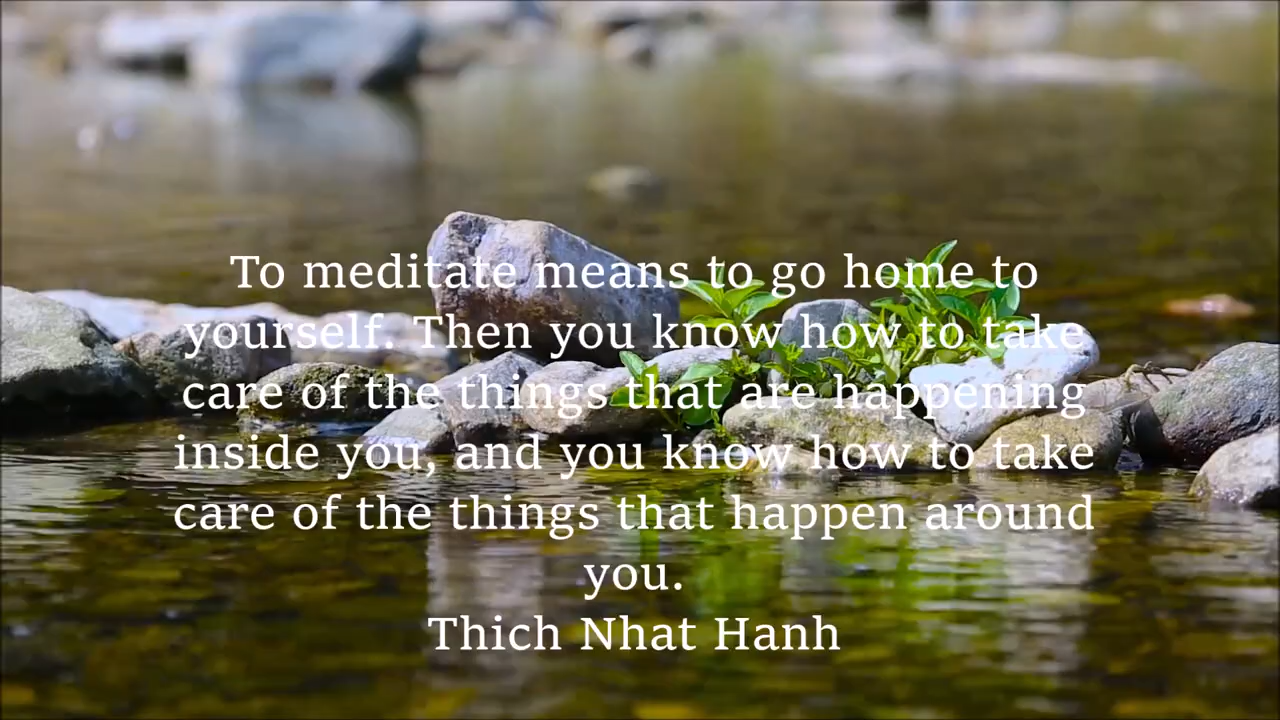 To meditate means to go home to
yourself. Then you know how to take
care of the things that are happening
inside you, and you know how to take
care of the things that happen around
you.
Thich Nhat Hanh